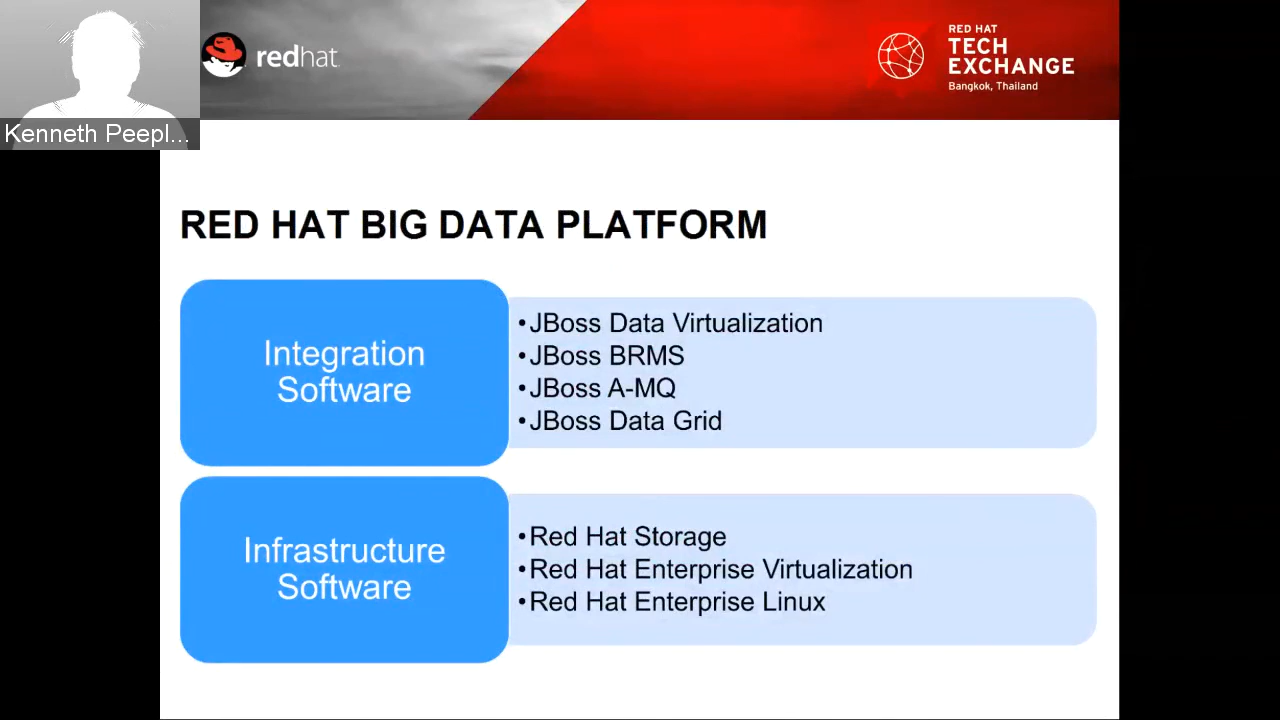 redhat.
RED HAT
TECH
EXCHANGE
Bangkok, Thailand
Kenneth Peepl...
RED HAT BIG DATA PLATFORM
Integration
Software
•JBoss Data Virtualization
•JBoss BRMS
•JBoss A-MQ
•JBoss Data Grid
Infrastructure
Software
•Red Hat Storage
•Red Hat Enterprise Virtualization
•Red Hat Enterprise Linux